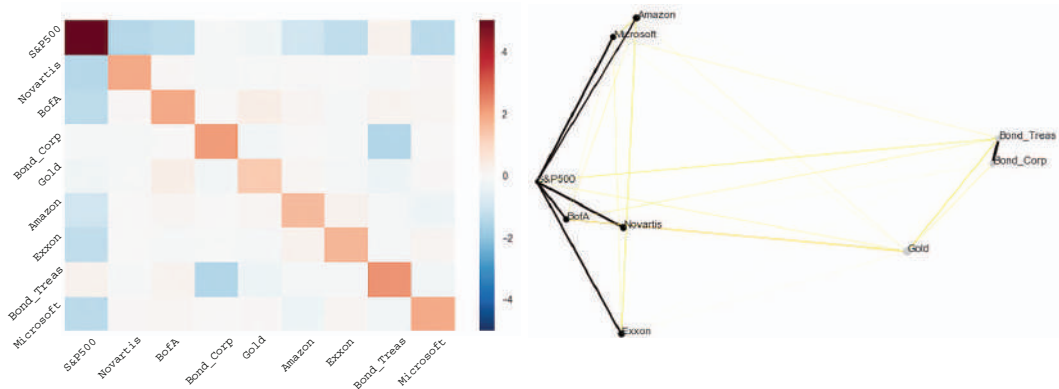 S&P500
Novartis
BofA
Bond_Corp
Gold
Amazon
Exxon
Bond_Treas
Microsoft
S&P500
Novartis
BofA
Bond_Corp
Gold
Amazon
Exxon
Bond_Treas
Microsoft
4
2
0
-2
-4
Amazon
Microsoft
Bond_Treas
Bond_Corp
S&P500
BofA
Novartis
Gold
Exxon